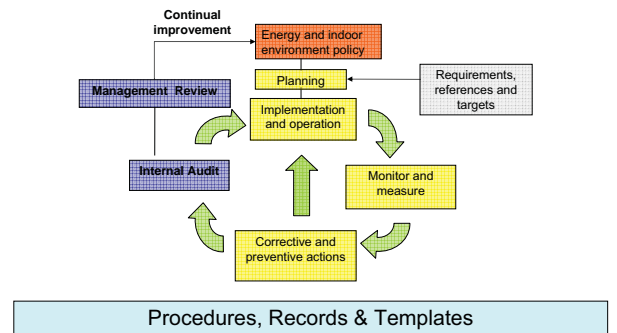 Continual
improvement
Energy and indoor
environment policy
Planning
Requirements,
references and
targets
Management Review
Implementation
and operation
Internal Audit
Monitor and
measure
Corrective and
preventive actions
Procedures, Records & Templates